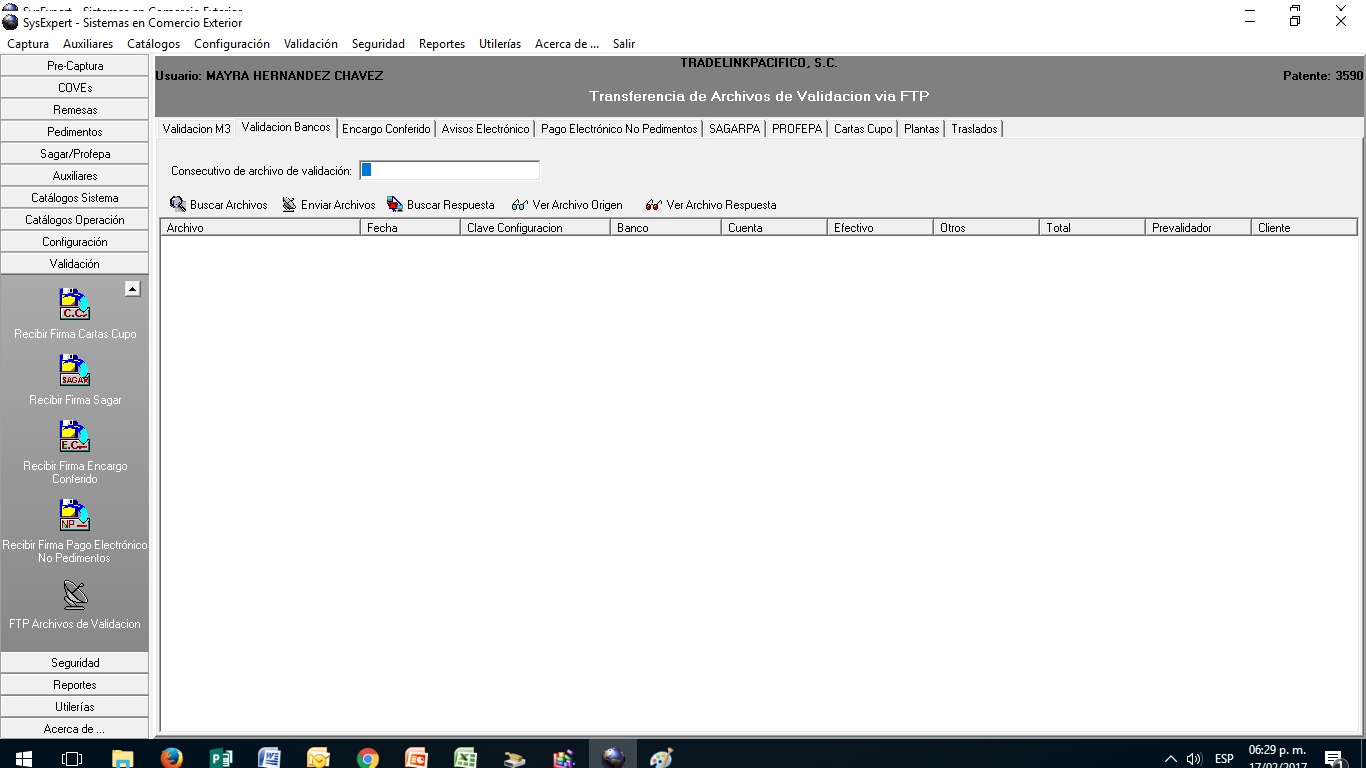 SysExpert - Sistemas en Comercio Exterior
SysExpert - Sistemas en Comercio Exterior
Captura Auxiliares Catálogos Configuración Validación Seguridad Reportes Utilerías Acerca de ... Salir
Pre-Captura
COVEs
Remesas
Pedimentos
Sagar/Profepa
Auxiliares
Catálogos Sistema
Catálogos Operación
Configuración
Validación
C.C.
Recibir Firma Cartas Cupo
SAGAR
Recibir Firma Sagar
E.C.
Recibir Firma Encargo
Conferido
NP
Recibir Firma Pago Electrónico
No Pedimentos
FTP Archivos de Validacion
Seguridad
Reportes
Utilerías
Acerca de ...
TRADELINKPACIFICO, S.C.
Usuario: MAYRA HERNANDEZ CHAVEZ Patente: 3590
Transferencia de Archivos de Validacion via FTP
Validacion M3 Validacion Bancos Encargo Conferido Avisos Electrónico Pago Electrónico No Pedimentos SAGARPA PROFEPA Cartas Cupo Plantas Traslados
Consecutivo de archivo de validación:
Buscar Archivos Enviar Archivos Buscar Respuesta Ver Archivo Origen Ver Archivo Respuesta
Archivo Fecha Clave Configuracion Banco Cuenta Efectivo Otros Total Prevalidador Cliente
ESP 06:29 p. m.
17/02/2017